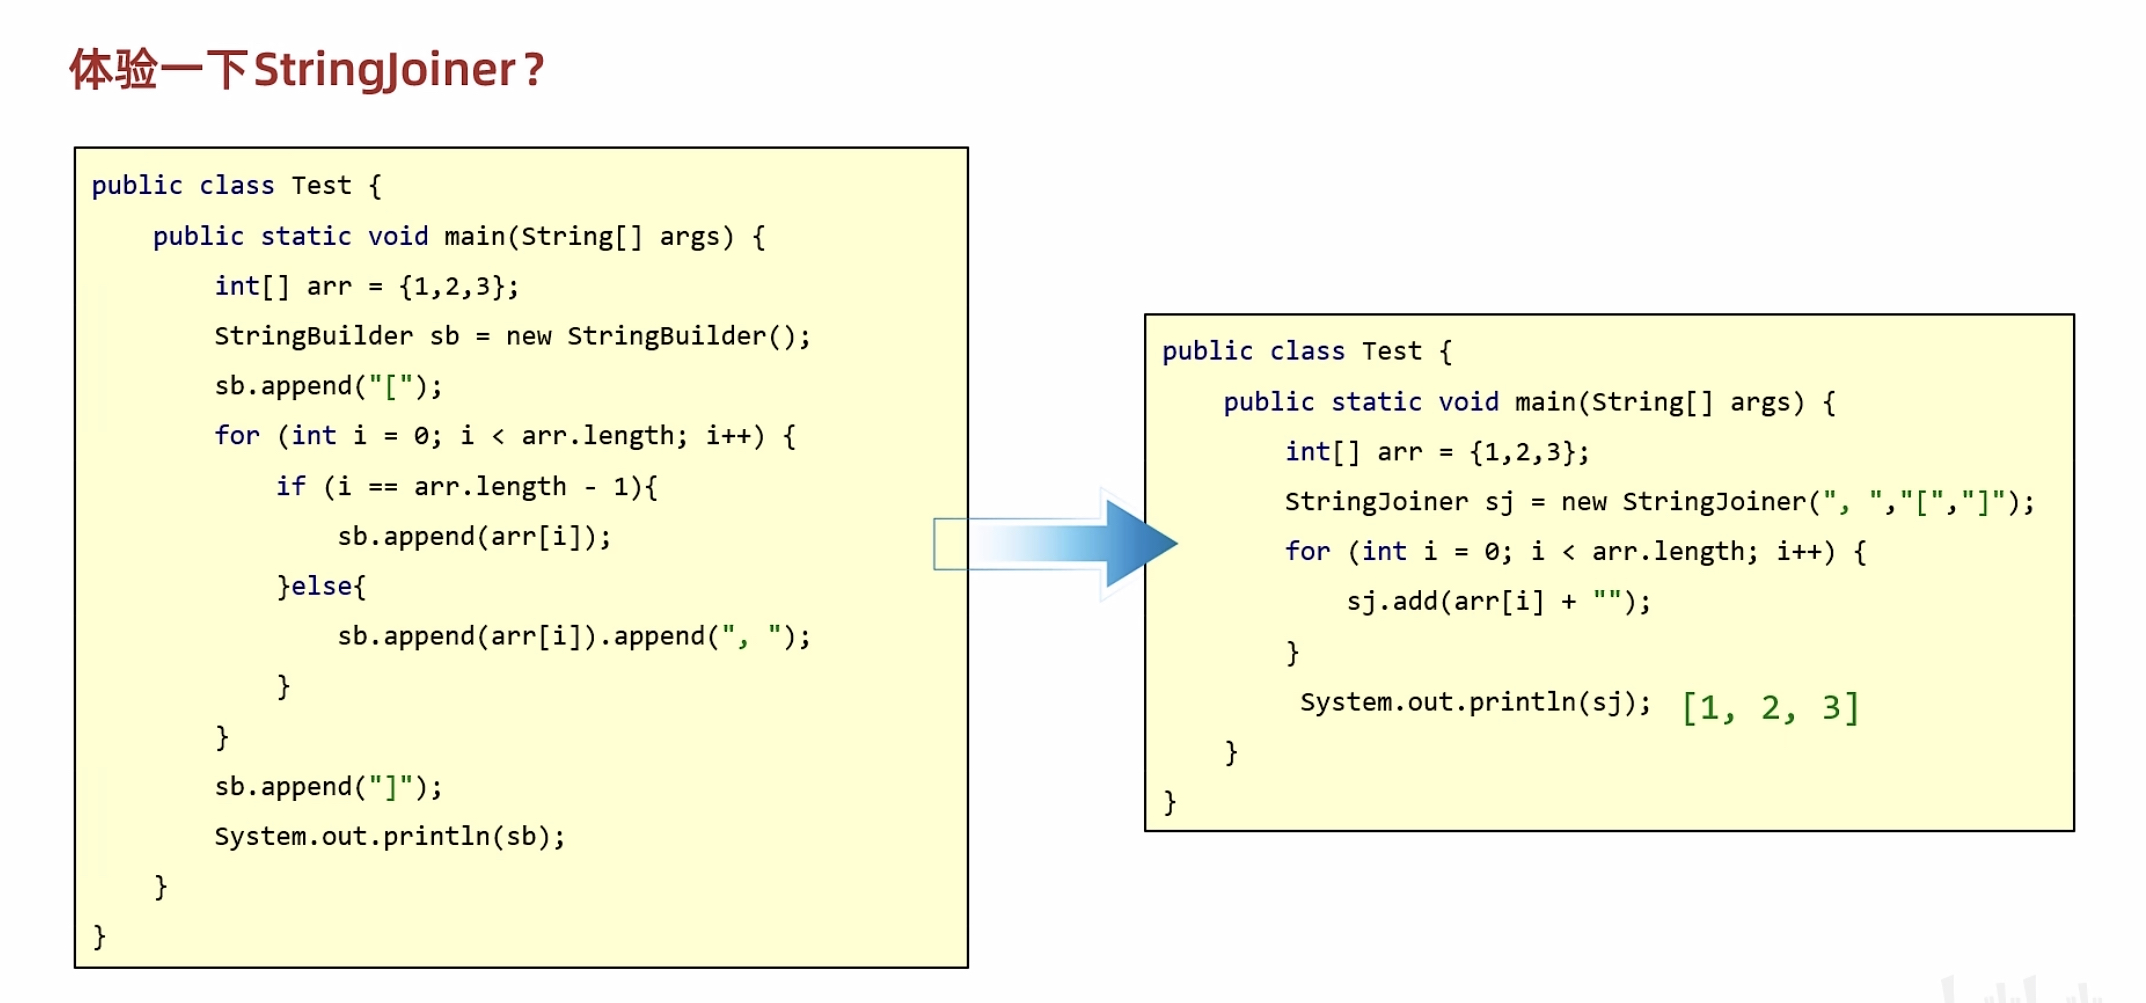 体验一下StringJoiner？
public class Test {
public static void main(String[] args) {
int[] arr = {1,2,3};
StringBuilder sb = new StringBuilder();
sb.append("[");
for (int i = 0; i < arr.length; i++) {
if (i == arr.length - 1){
sb.append(arr[i]);
}else{
sb.append(arr[i]).append(", ");
}
}
sb.append("]");
System.out.println(sb);
}
}
public class Test {
public static void main(String[] args) {
int[] arr = {1,2,3};
StringJoiner sj = new StringJoiner(", ","[","]");
for (int i = 0; i < arr.length; i++) {
sj.add(arr[i] + "");
}
System.out.println(sj); [1, 2, 3]
}
}